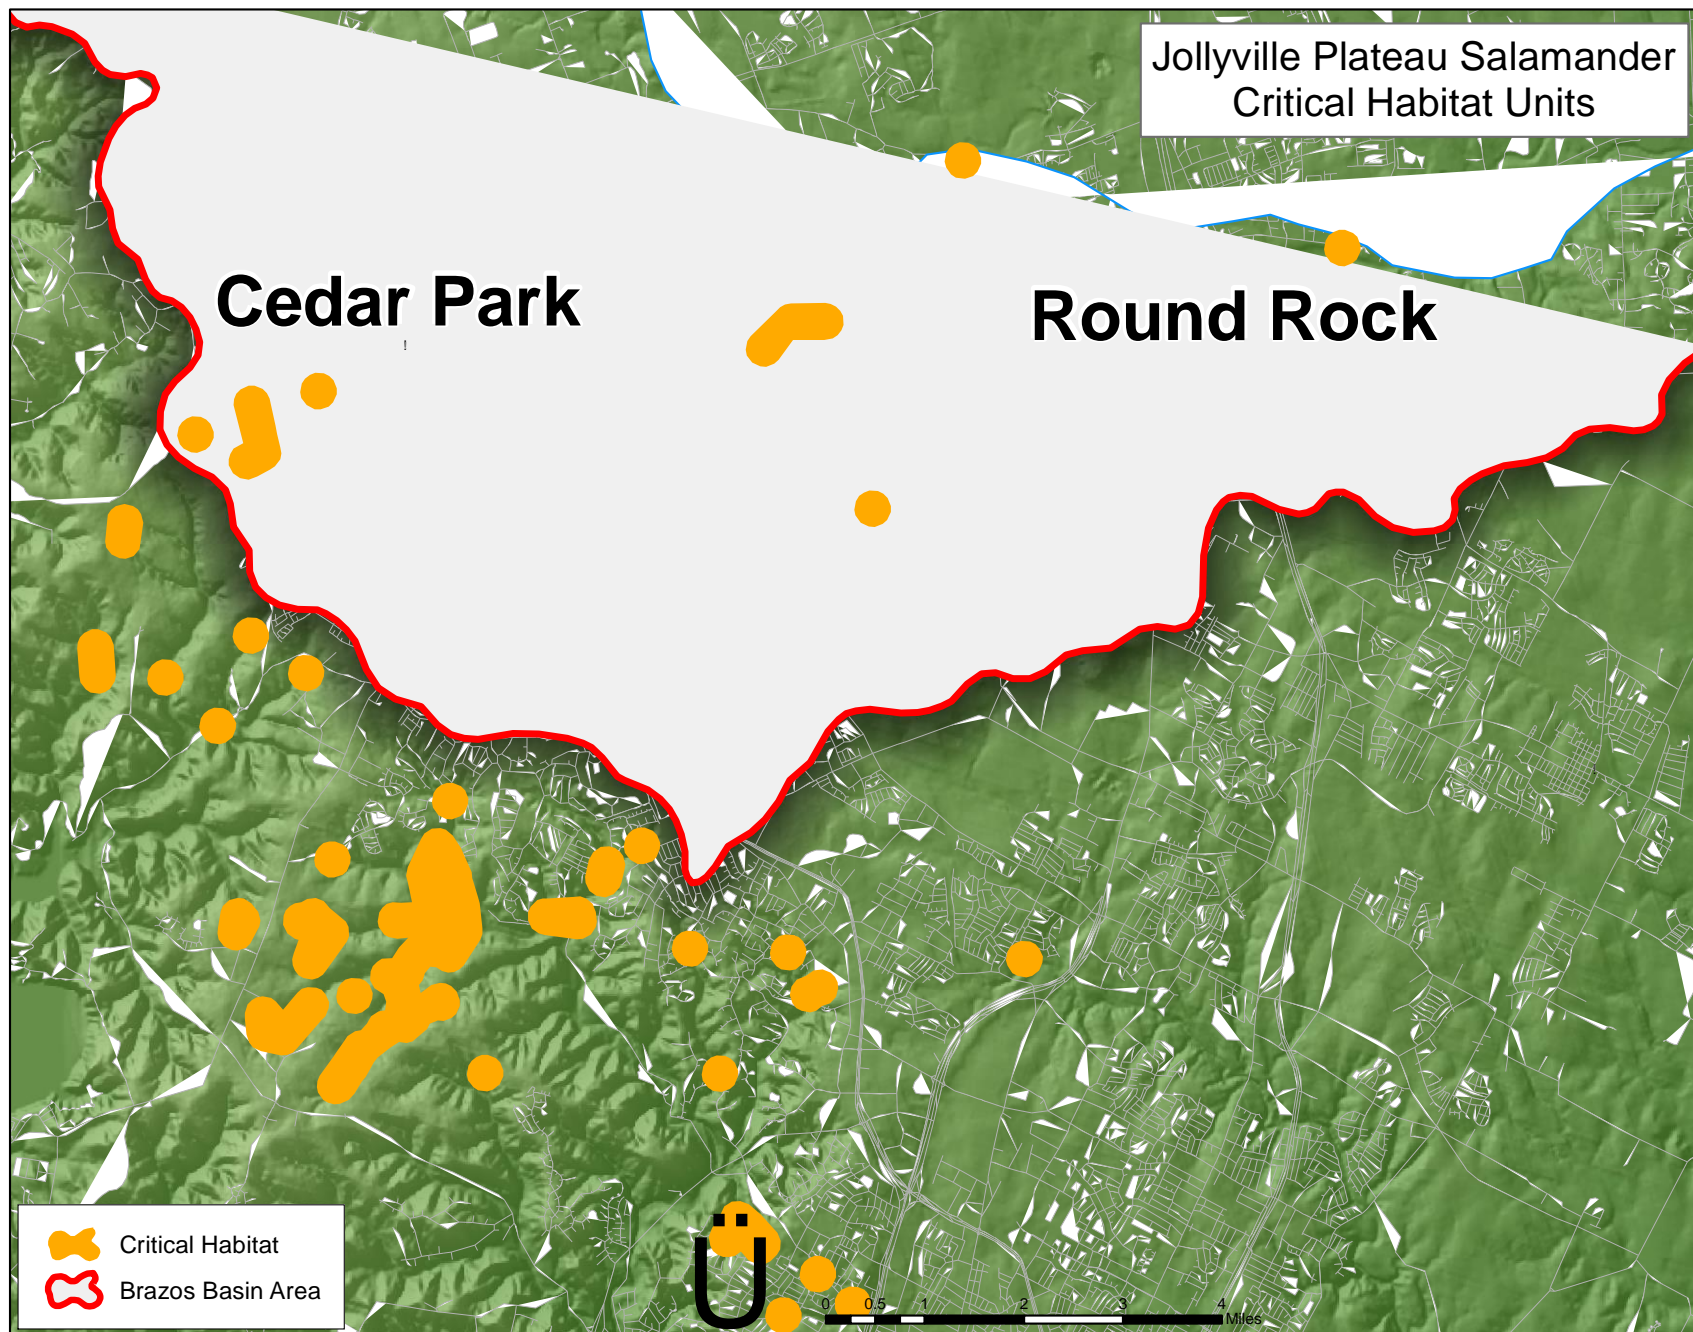 Jollyville Plateau Salamander
Critical Habitat Units
Cedar Park
Round Rock
!
Critical Habitat
Brazos Basin Area
Ü
0 0.5 1 2 3 4
Miles